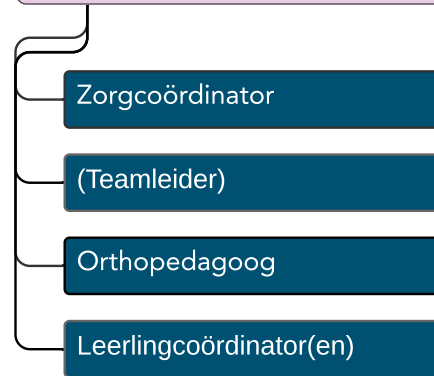 Zorgcoördinator
(Teamleider)
Orthopedagoog
Leerlingcoördinator(en)